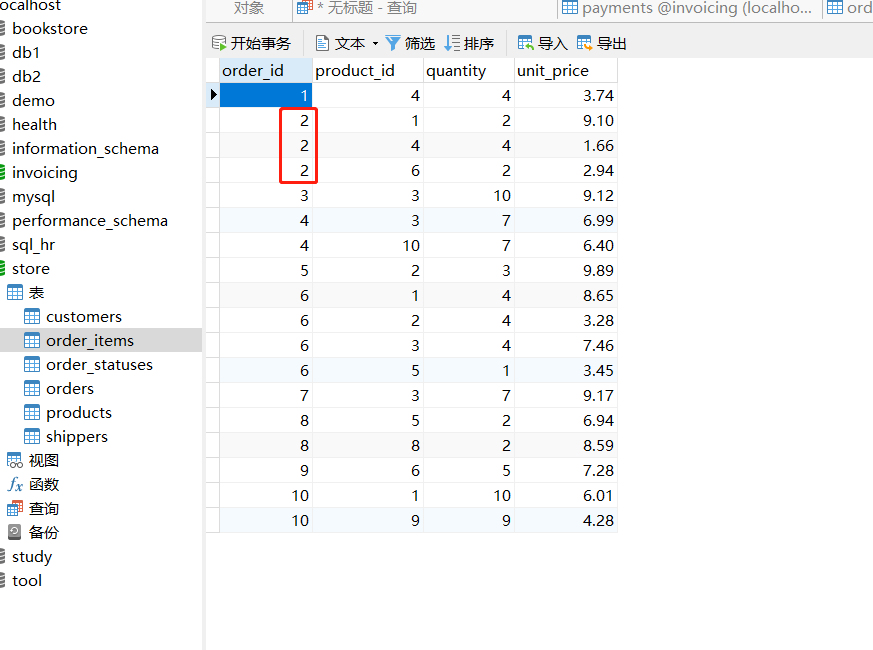 ocalhost
bookstore
db1
db2
demo
health
information_schema
invoicing
mysql
performance_schema
sql_hr
store
表
customers
order_items
order_statuses
orders
products
shippers
视图
函数
查询
备份
study
tool
对象 * 无标题 - 查询 payments @invoicing (localho... ord
开始事务 文本 筛选 排序 导入 导出
order_id product_id quantity unit_price
1 4 4 3.74
2 1 2 9.10
2 4 4 1.66
2 6 2 2.94
3 3 10 9.12
4 3 7 6.99
4 10 7 6.40
5 2 3 9.89
6 1 4 8.65
6 2 4 3.28
6 3 4 7.46
6 5 1 3.45
7 3 7 9.17
8 5 2 6.94
8 8 2 8.59
9 6 5 7.28
10 1 10 6.01
10 9 9 4.28